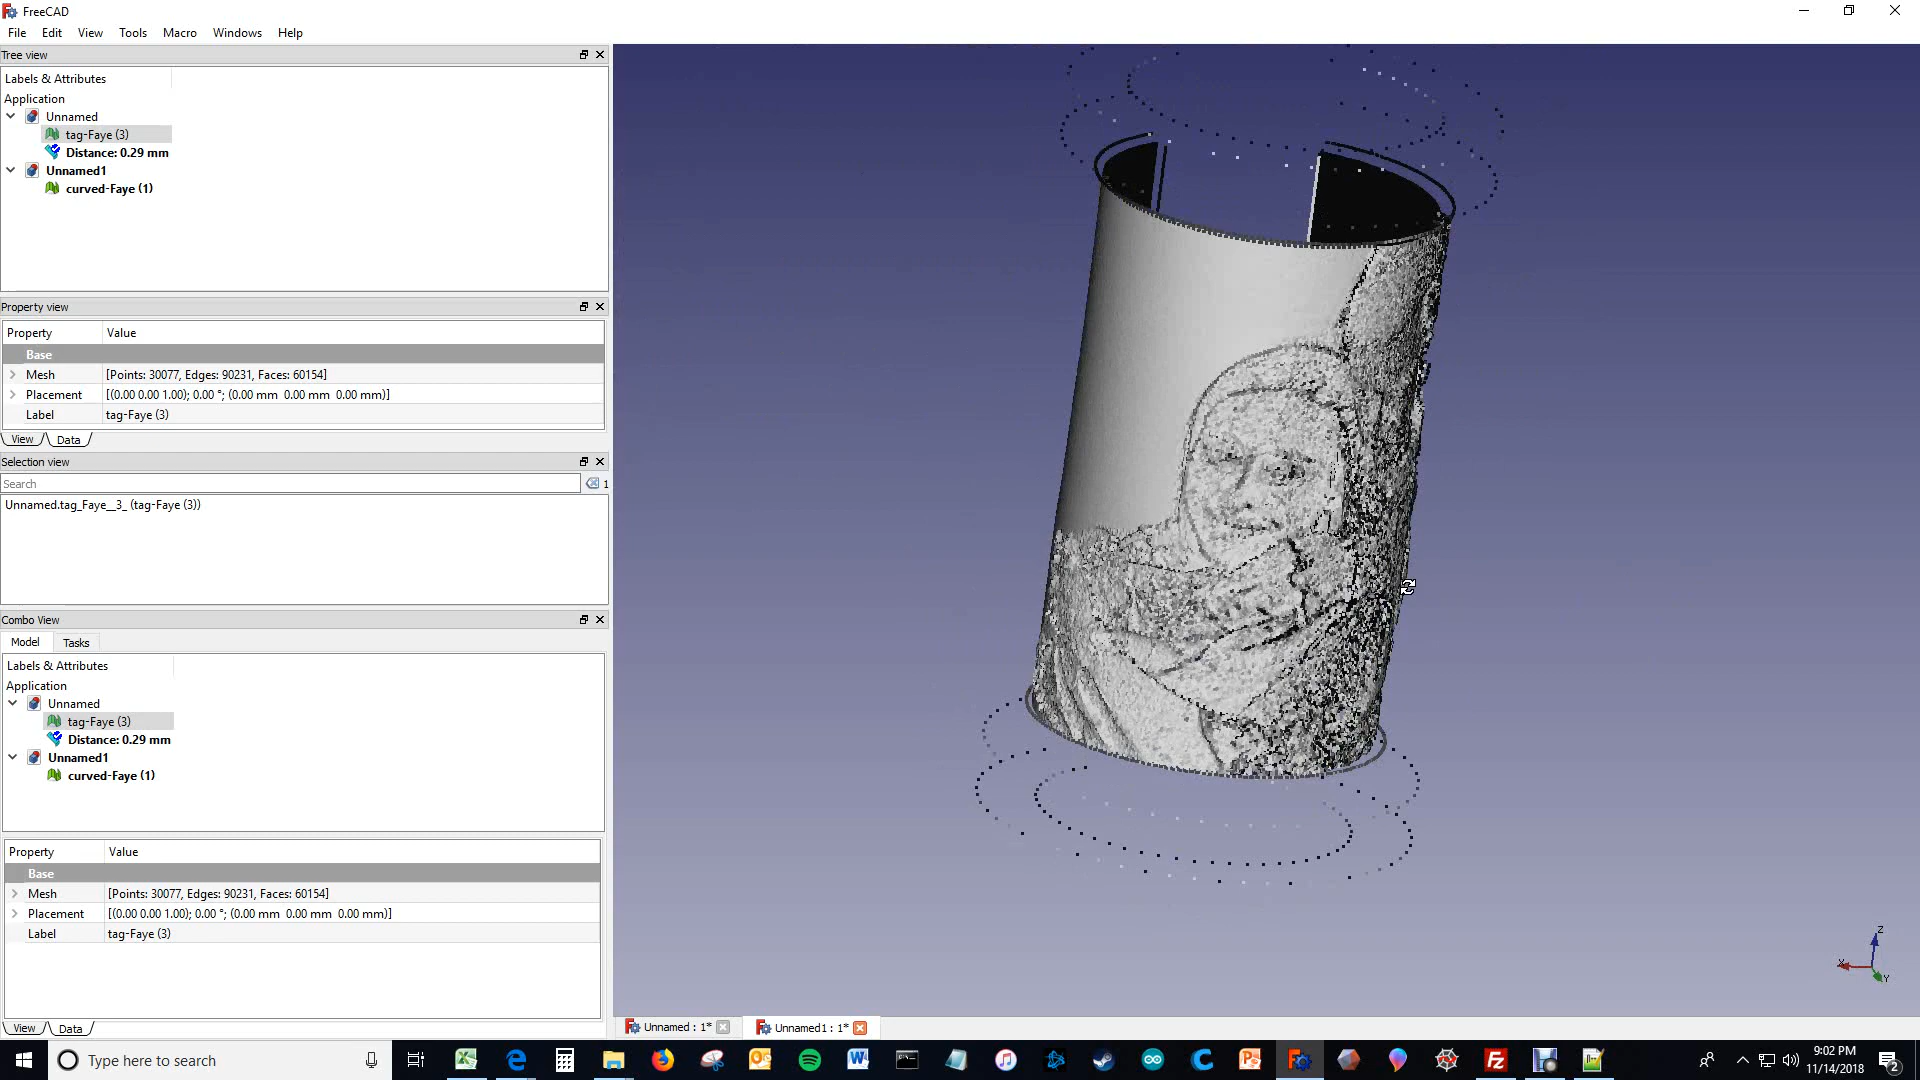 FreeCAD
File Edit View Tools Macro Windows Help
Tree view
Labels & Attributes
Application
Unnamed
tag-Faye (3)
Distance: 0.29 mm
Unnamed1
curved-Faye (1)
Property view
Property Value
Base
Mesh [Points: 30077, Edges: 90231, Faces: 60154]
Placement [(0.00 0.00 1.00); 0.00 °; (0.00 mm 0.00 mm 0.00 mm)]
Label tag-Faye (3)
View Data
Selection view
Search 1
Unnamed.tag_Faye__3_ (tag-Faye (3))
Combo View
Model Tasks
Labels & Attributes
Application
Unnamed
tag-Faye (3)
Distance: 0.29 mm
Unnamed1
curved-Faye (1)
Property Value
Base
Mesh [Points: 30077, Edges: 90231, Faces: 60154]
Placement [(0.00 0.00 1.00); 0.00 °; (0.00 mm 0.00 mm 0.00 mm)]
Label tag-Faye (3)
View Data
Z
X
Y
Unnamed : 1* Unnamed1 : 1*
Type here to search
9:02 PM
11/14/2018
2